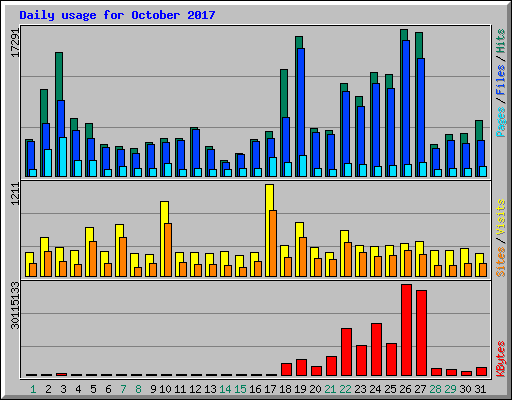 Daily usage for October 2017
17291
Pages / Files / Hits
1211
Sites / Visits
30115133
KBytes
1 2 3 4 5 6 7 8 9 10 11 12 13 14 15 16 17 18 19 20 21 22 23 24 25 26 27 28 29 30 31